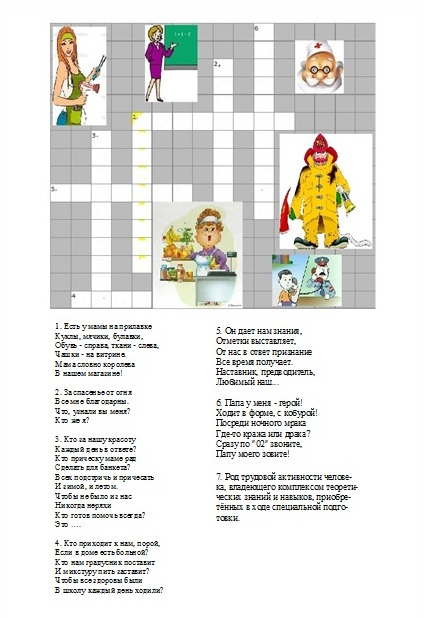 1+1=2
6
2.
1.
3.
5.
4
1. Есть у мамы на прилавке
Куклы, мячики, булавки,
Обувь - справа, ткани - слева,
Чашки - на витрине.
Мама словно королева
В нашем магазине!
2. За спасенье от огня
Все мне благодарны.
Что, узнали вы меня?
Кто же я?
3. Кто за нашу красоту
Каждый день в ответе?
Кто прическу маме рад
Сделать для банкета?
Всех подстричь и причесать
И зимой, и летом.
Чтобы не было из нас
Никогда неряхи
Кто готов помочь всегда?
Это ....
4. Кто приходит к нам, порой,
Если в доме есть больной?
Кто нам градусник поставит
И микстуру пить заставит?
Чтобы все здоровы были
В школу каждый день ходили?
5. Он дает нам знания,
Отметки выставляет,
От нас в ответ признание
Все время получает.
Наставник, предводитель,
Любимый наш...
6. Папа у меня - герой!
Ходит в форме, с кобурой!
Посреди ночного мрака
Где-то кража или драка?
Сразу по "02" звоните,
Папу моего зовите!
7. Род трудовой активности челове-
ка, владеющего комплексом теорети-
ческих знаний и навыков, приобре-
тённых в ходе специальной подго-
товки.